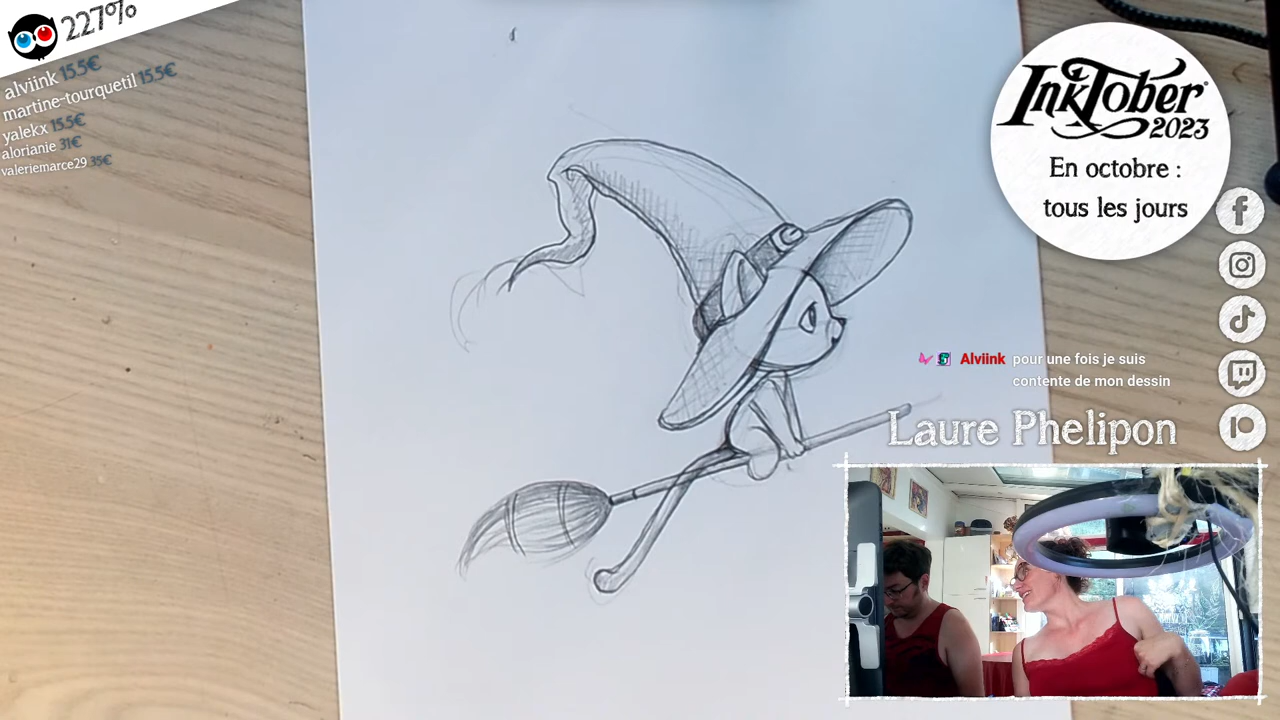 227%
alviink 15.5€
martine-tourquetil 15.5€
yalekx 15.5€
alorianie 31€
valeriemarce29 35€
InkTober
2023
En octobre :
tous les jours
Alviink pour une fois je suis
contente de mon dessin
Laure Phelipon